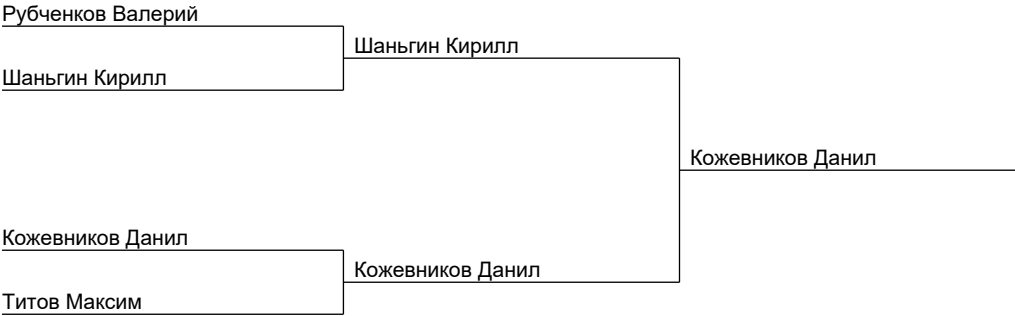 Рубченков Валерий
Шаньгин Кирилл
Шаньгин Кирилл
Кожевников Данил
Кожевников Данил
Кожевников Данил
Титов Максим